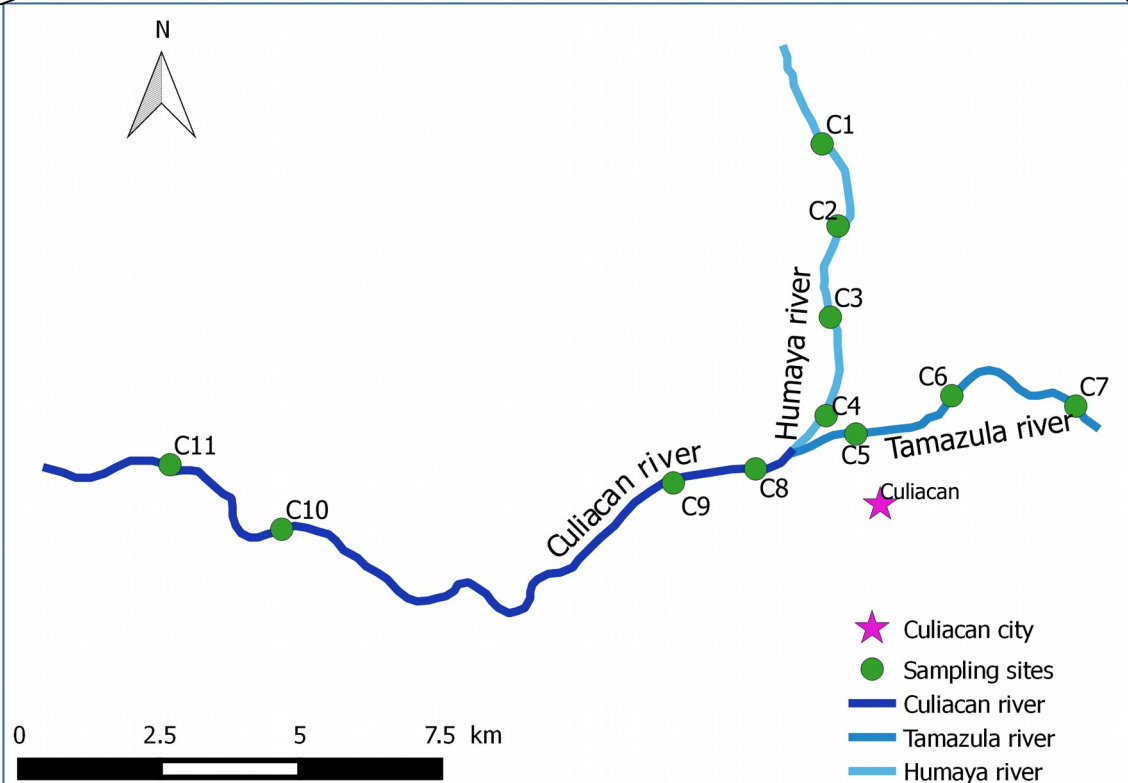 N
C1
C2
C3
Humaya river
C4
C6
C7
C5
Tamazula river
Culiacan
C11
C10
Culiacan river
C9
C8
Culiacan city
Sampling sites
Culiacan river
Tamazula river
Humaya river
0 2.5 5 7.5 km